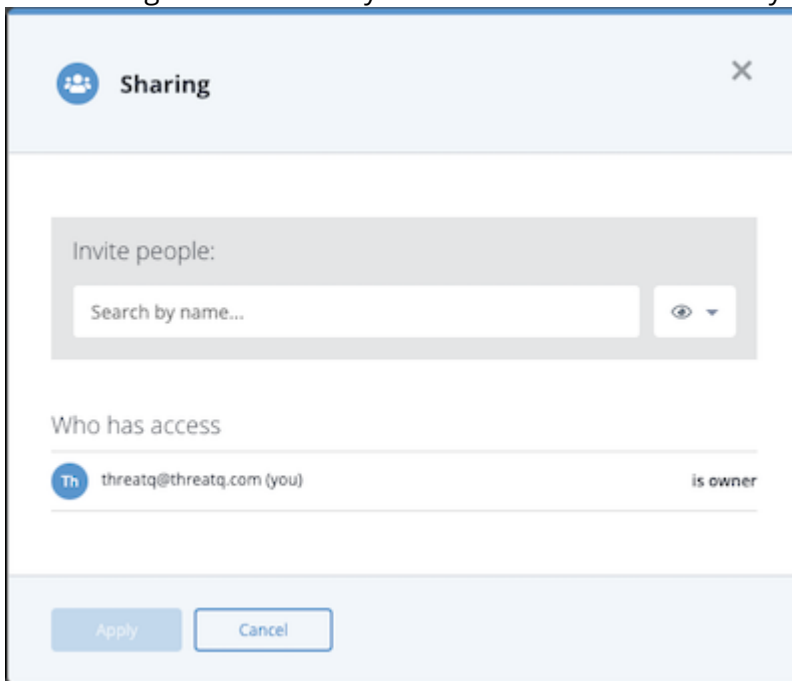 Sharing
Invite people:
Search by name...
Who has access
Th threatq@threatq.com (you) is owner
Apply Cancel